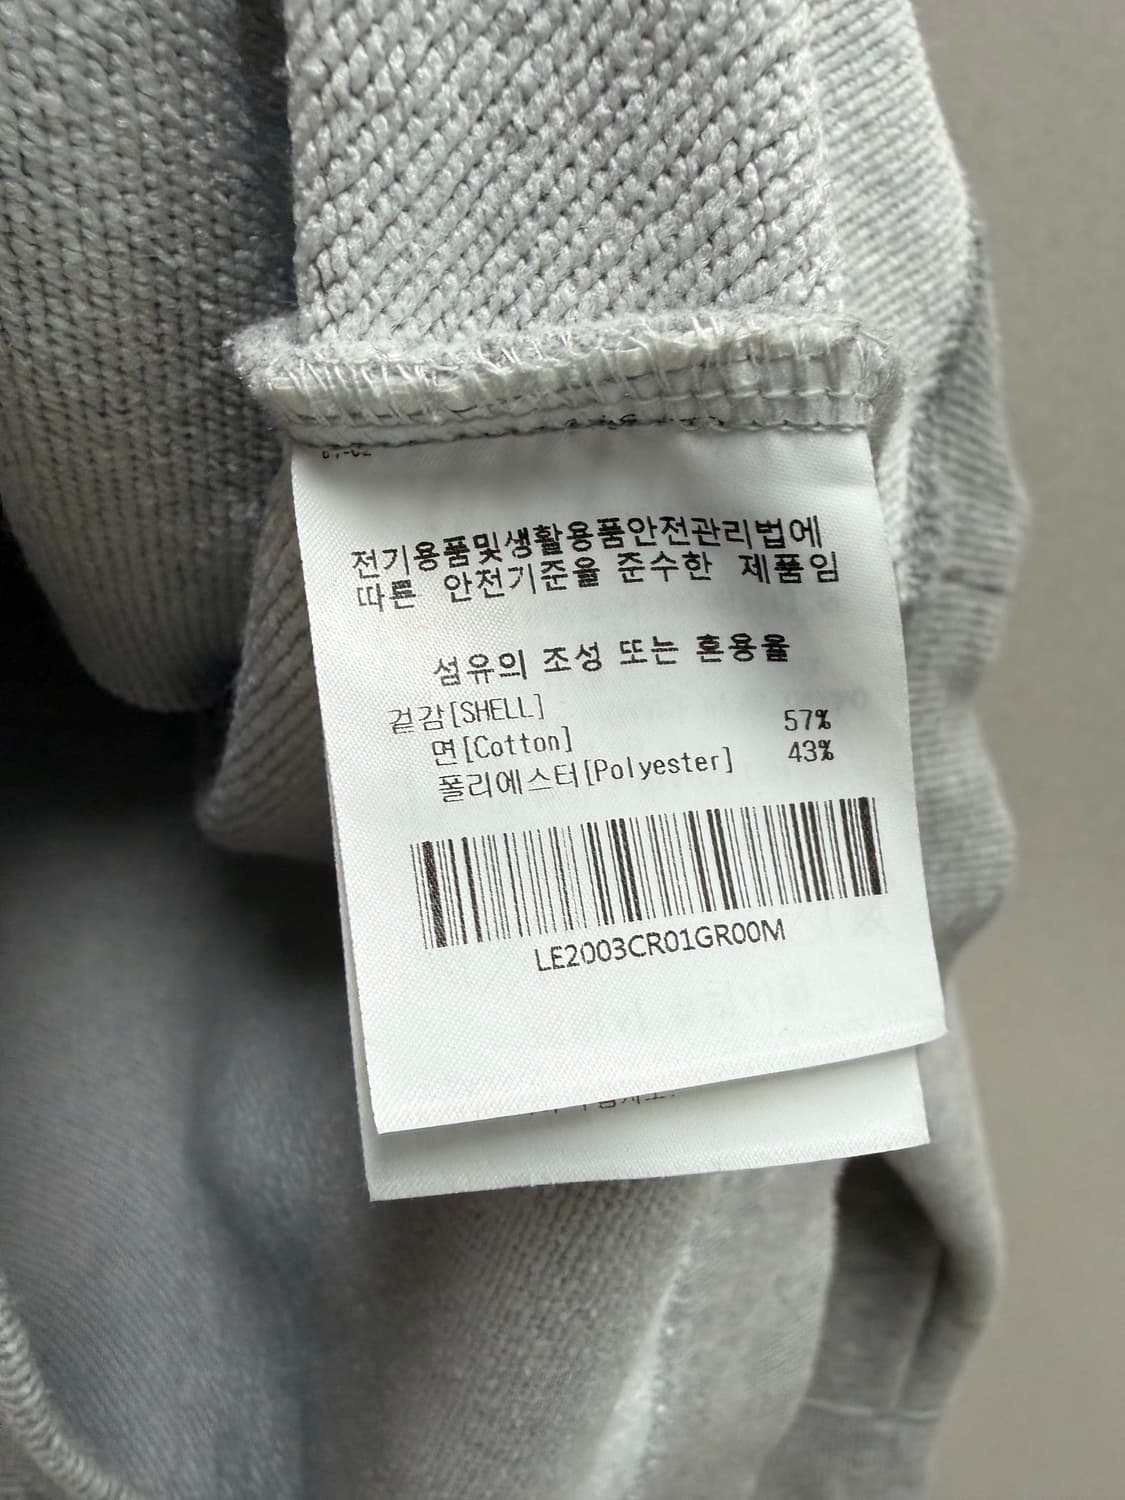 전기용품및생활용품안전관리법에
따른 안전기준을 준수한 제품임
섬유의 조성 또는 혼용율
겉감[SHELL]
면[Cotton] 57%
폴리에스터[Polyester] 43%
LE2003CR01GR00M